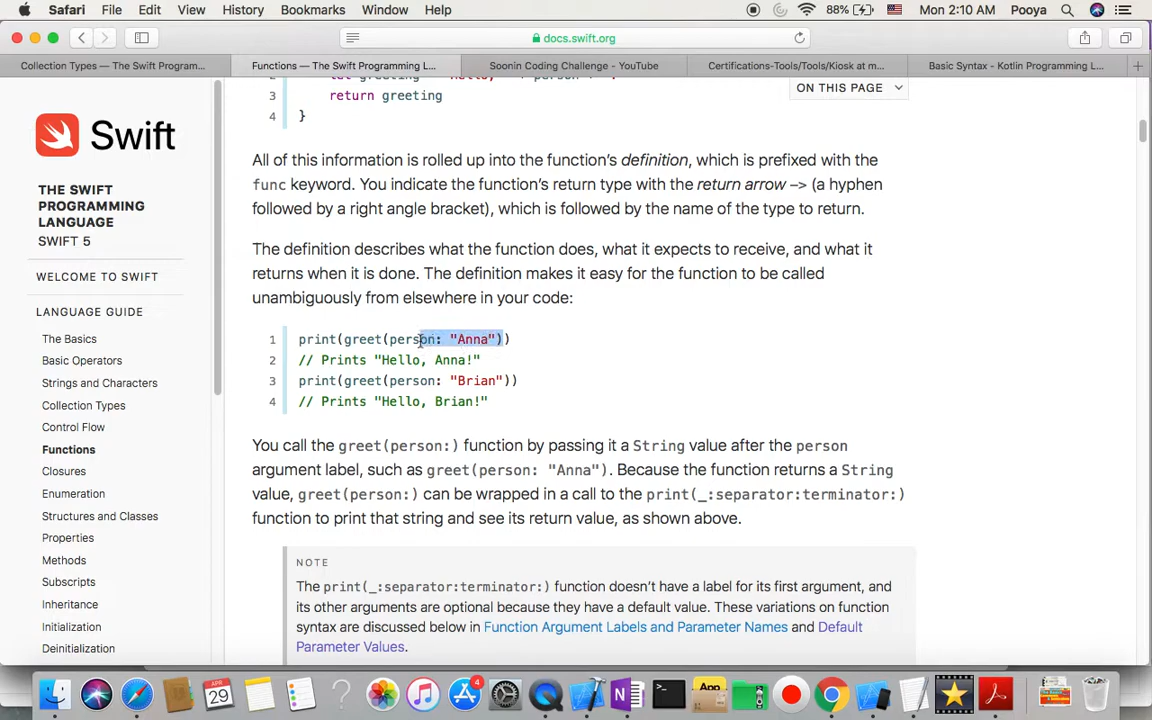 Safari File Edit View History Bookmarks Window Help 88% Mon 2:10 AM Pooya
docs.swift.org
Collection Types — The Swift Program... Functions — The Swift Programming L... Soonin Coding Challenge - YouTube Certifications-Tools/Tools/Kiosk at m... Basic Syntax - Kotlin Programming L...
ON THIS PAGE
Swift
THE SWIFT
PROGRAMMING
LANGUAGE
SWIFT 5
WELCOME TO SWIFT
LANGUAGE GUIDE
The Basics
Basic Operators
Strings and Characters
Collection Types
Control Flow
Functions
Closures
Enumeration
Structures and Classes
Properties
Methods
Subscripts
Inheritance
Initialization
Deinitialization
3 return greeting
4 }
All of this information is rolled up into the function’s definition, which is prefixed with the
func keyword. You indicate the function’s return type with the return arrow -> (a hyphen
followed by a right angle bracket), which is followed by the name of the type to return.
The definition describes what the function does, what it expects to receive, and what it
returns when it is done. The definition makes it easy for the function to be called
unambiguously from elsewhere in your code:
1 print(greet(person: "Anna"))
2 // Prints "Hello, Anna!"
3 print(greet(person: "Brian"))
4 // Prints "Hello, Brian!"
You call the greet(person:) function by passing it a String value after the person
argument label, such as greet(person: "Anna"). Because the function returns a String
value, greet(person:) can be wrapped in a call to the print(_:separator:terminator:)
function to print that string and see its return value, as shown above.
NOTE
The print(_:separator:terminator:) function doesn’t have a label for its first argument, and
its other arguments are optional because they have a default value. These variations on function
syntax are discussed below in Function Argument Labels and Parameter Names and Default
Parameter Values.
APR
29
4
App